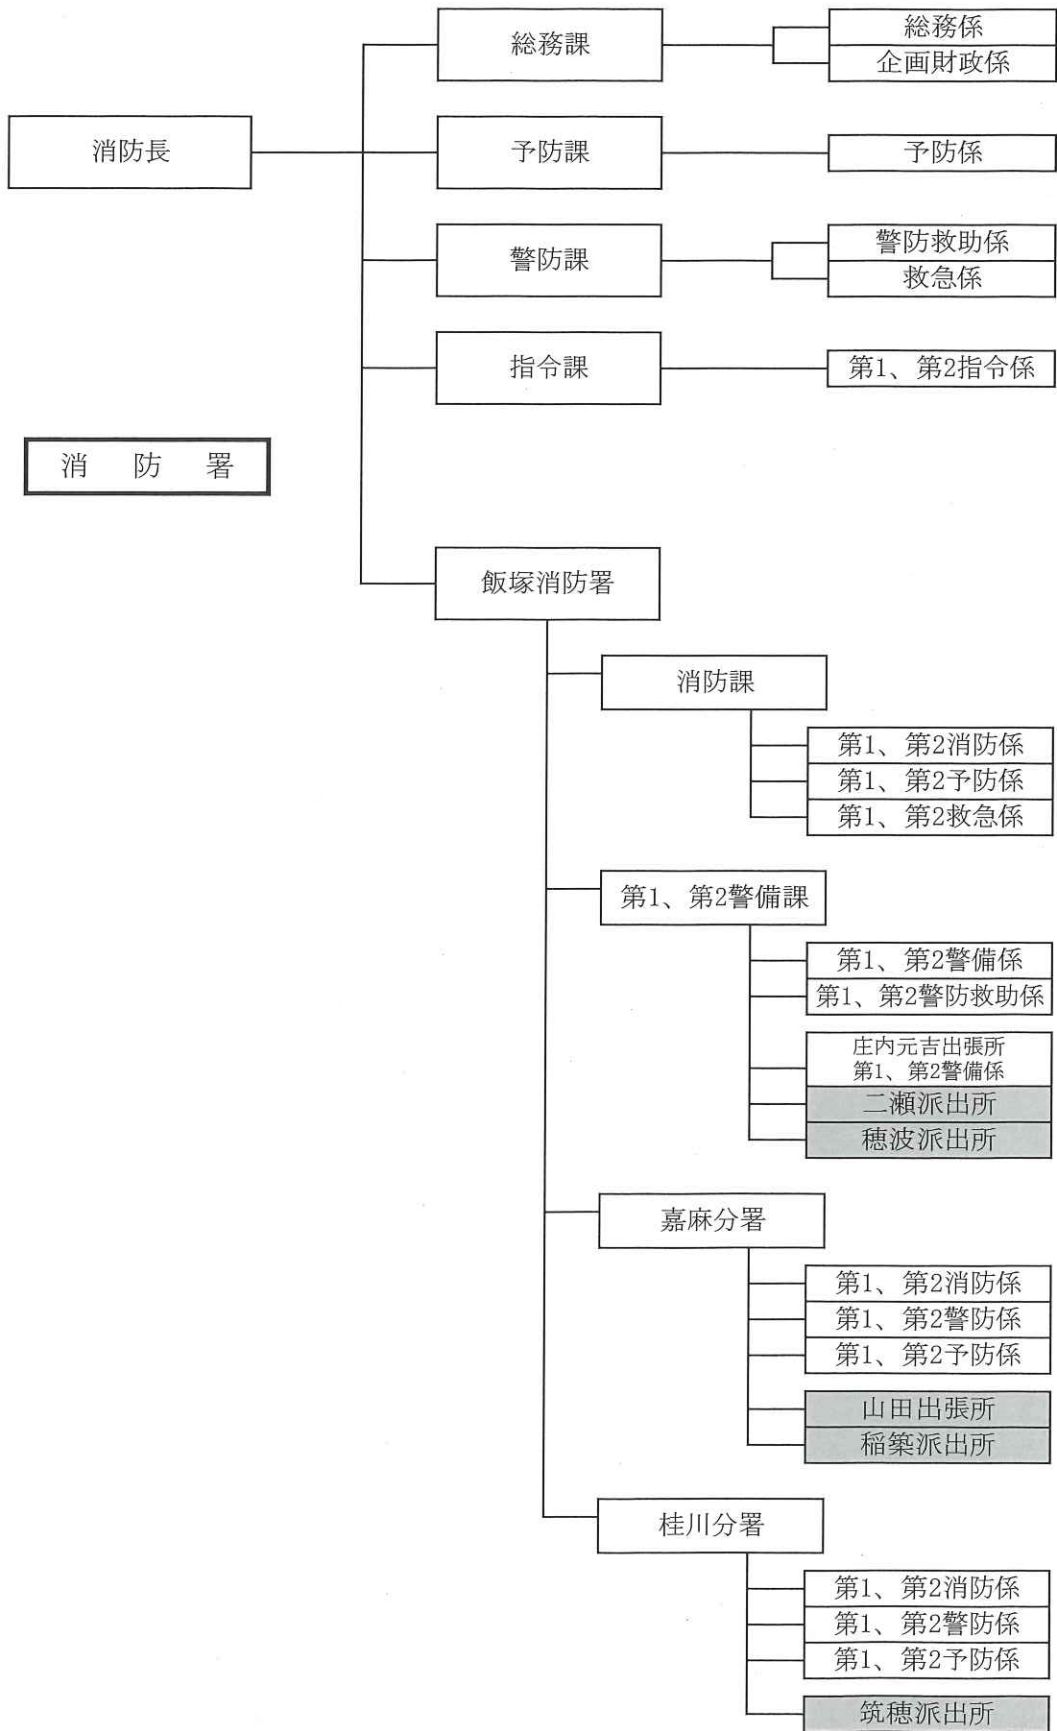 総務課
総務係
企画財政係
消防長
予防課
予防係
警防課
警防救助係
救急係
指令課
第1、第2指令係
消 防 署
飯塚消防署
消防課
第1、第2消防係
第1、第2予防係
第1、第2救急係
第1、第2警備課
第1、第2警備係
第1、第2警防救助係
庄内元吉出張所
第1、第2警備係
二瀬派出所
穂波派出所
嘉麻分署
第1、第2消防係
第1、第2警防係
第1、第2予防係
山田出張所
稲築派出所
桂川分署
第1、第2消防係
第1、第2警防係
第1、第2予防係
筑穂派出所